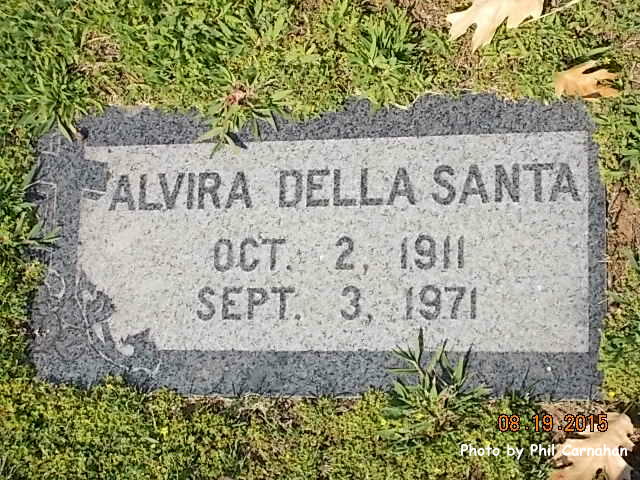 ALVIRA DELLA SANTA
OCT. 2, 1911
SEPT. 3, 1971
08.19.2015
Photo by Phil Carnahan